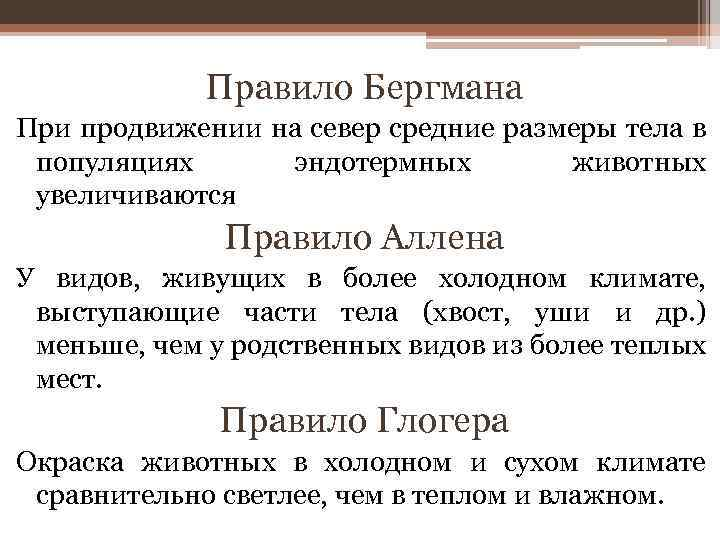 Правило Бергмана
При продвижении на север средние размеры тела в
популяциях эндотермных животных
увеличиваются
Правило Аллена
У видов, живущих в более холодном климате,
выступающие части тела (хвост, уши и др.)
меньше, чем у родственных видов из более теплых
мест.
Правило Глогера
Окраска животных в холодном и сухом климате
сравнительно светлее, чем в теплом и влажном.